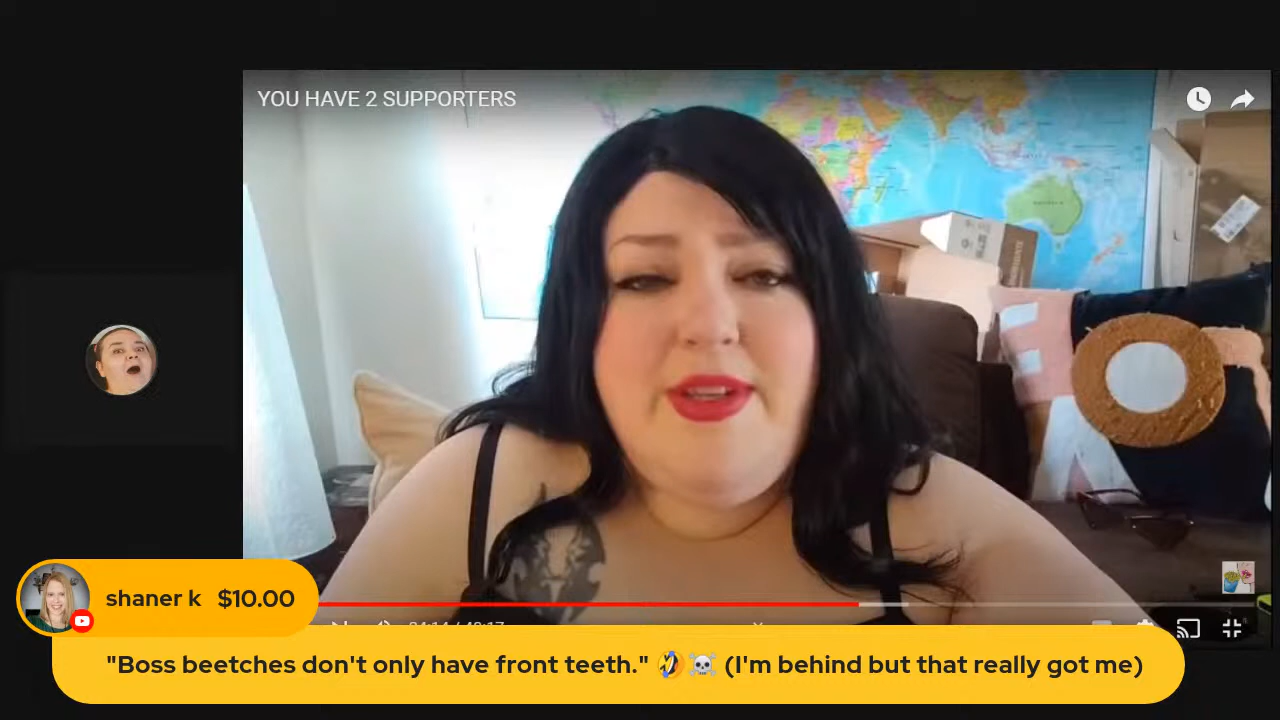 YOU HAVE 2 SUPPORTERS
shaner k $10.00
"Boss beetches don't only have front teeth." 🤣☠️ (I'm behind but that really got me)